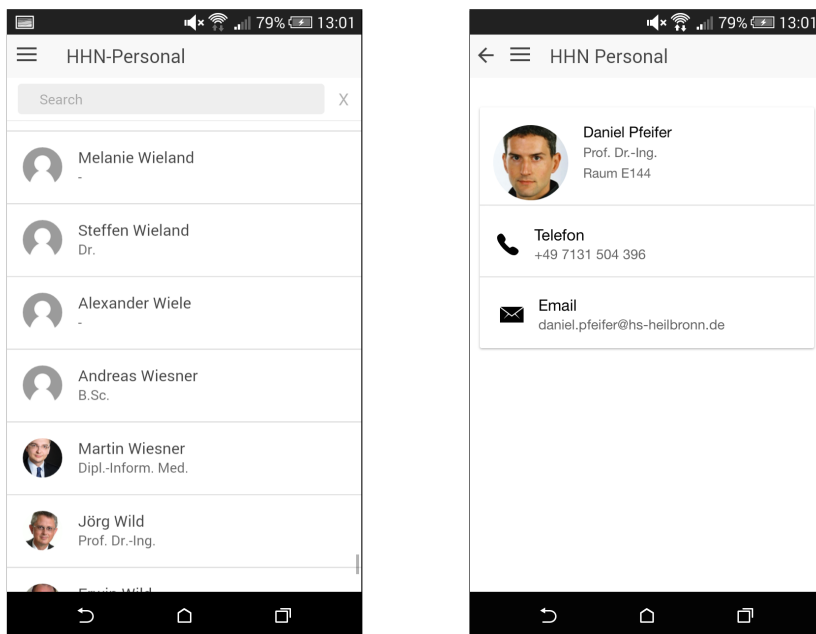 79% 13:01
HHN-Personal
Search X
Melanie Wieland
-
Steffen Wieland
Dr.
Alexander Wiele
-
Andreas Wiesner
B.Sc.
Martin Wiesner
Dipl.-Inform. Med.
Jörg Wild
Prof. Dr.-Ing.
Erwin Wild
79% 13:01
HHN Personal
Daniel Pfeifer
Prof. Dr.-Ing.
Raum E144
Telefon
+49 7131 504 396
Email
daniel.pfeifer@hs-heilbronn.de